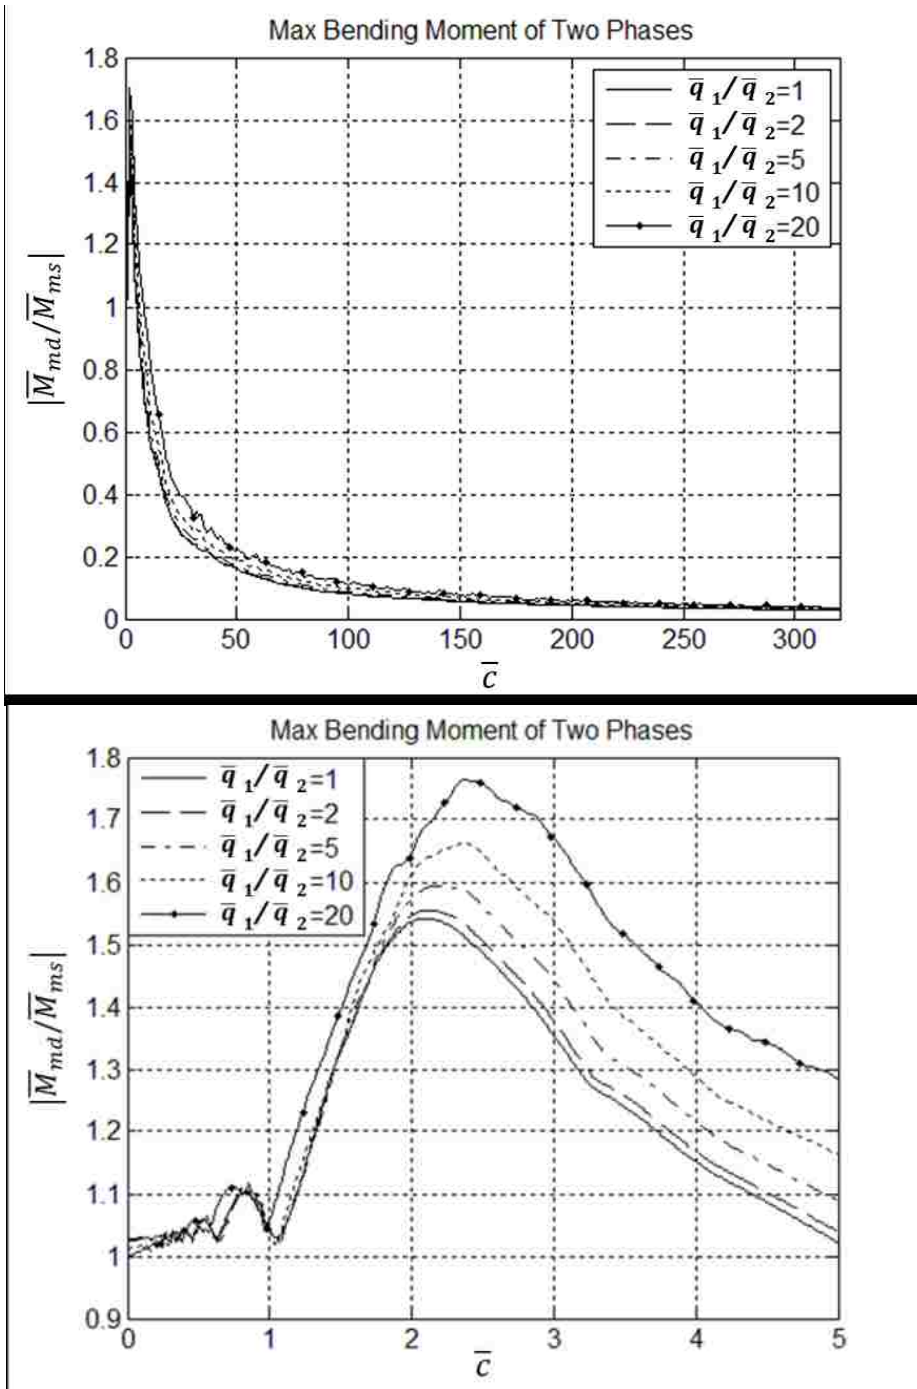 Max Bending Moment of Two Phases
1.8
1.6
1.4
1.2
1
0.8
0.6
0.4
0.2
0
|M̅md/M̅ms|
q̅ 1/ q̅ 2=1
q̅ 1/ q̅ 2=2
q̅ 1/ q̅ 2=5
q̅ 1/ q̅ 2=10
q̅ 1/ q̅ 2=20
0 50 100 150 200 250 300
c̅
Max Bending Moment of Two Phases
1.8
1.7
1.6
1.5
1.4
1.3
1.2
1.1
1
0.9
|M̅md/M̅ms|
q̅ 1/ q̅ 2=1
q̅ 1/ q̅ 2=2
q̅ 1/ q̅ 2=5
q̅ 1/ q̅ 2=10
q̅ 1/ q̅ 2=20
0 1 2 3 4 5
c̅